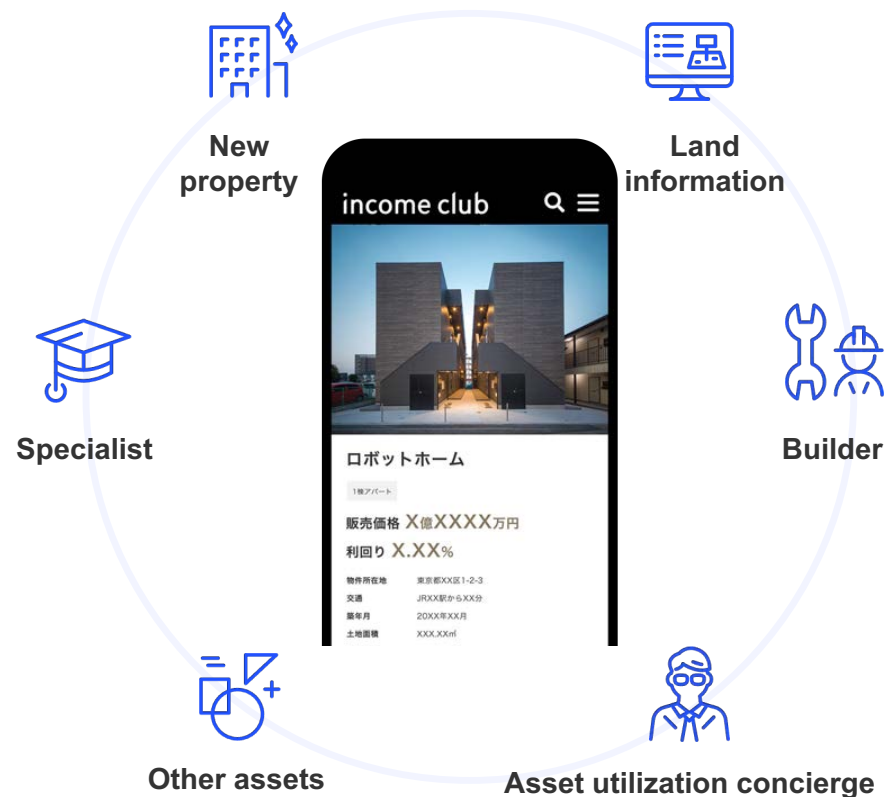 New
property
Land
information
income club
Specialist
Builder
ロボットホーム
1棟アパート
販売価格 X億XXXX万円
利回り X.XX%
物件所在地 東京都XX区1-2-3
交通 JRXX駅からXX分
築年月 20XX年XX月
土地面積 XXX.XX㎡
Other assets
Asset utilization concierge